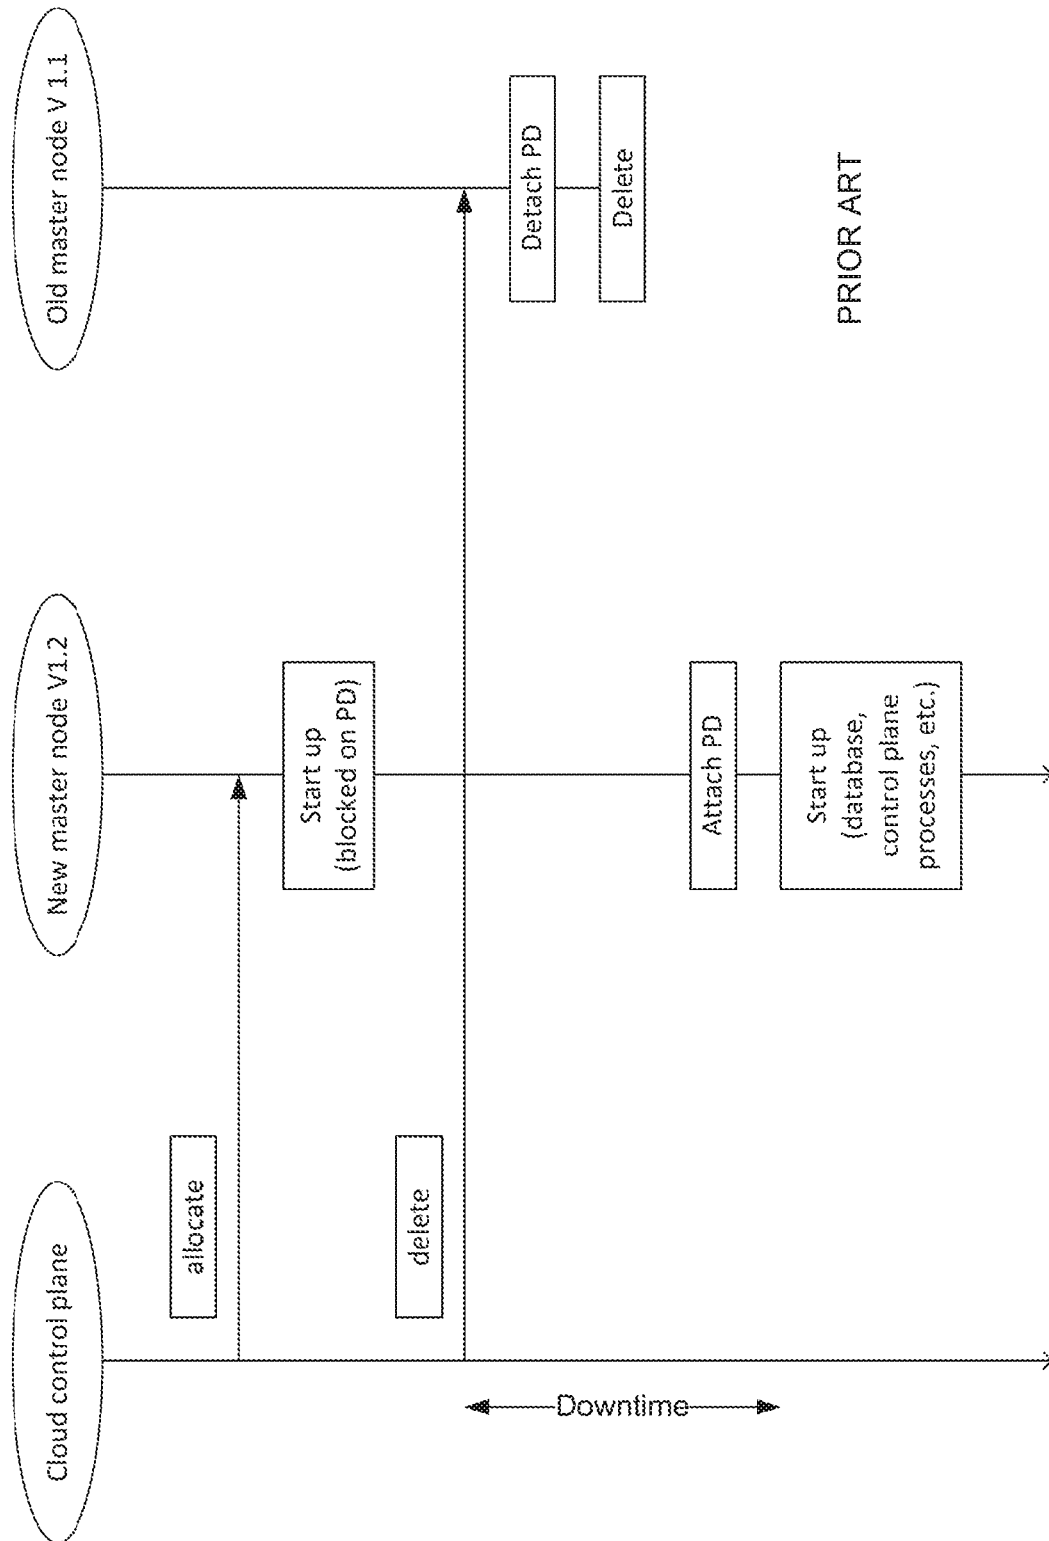 Cloud control plane
New master node V1.2
Old master node V 1.1
allocate
Start up
(blocked on PD)
delete
Detach PD
Delete
Attach PD
Start up
(database,
control plane
processes, etc.)
Downtime
PRIOR ART